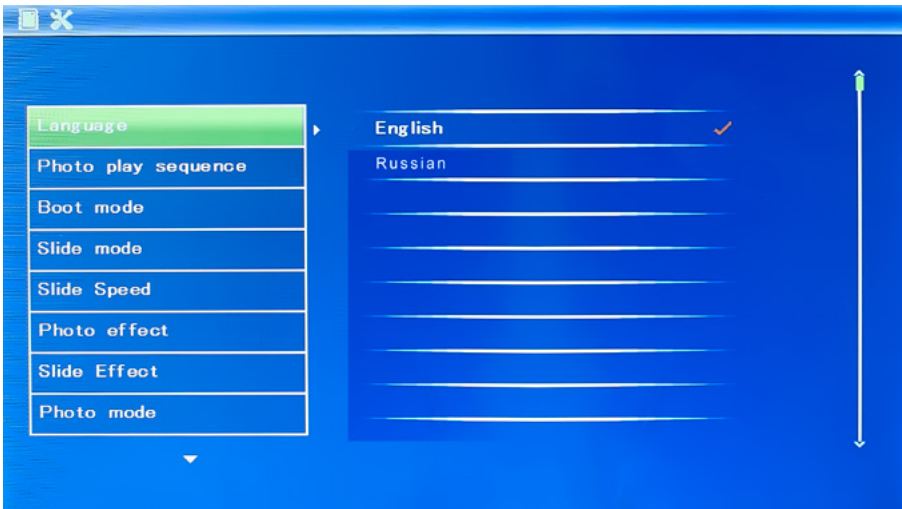 Language
Photo play sequence
Boot mode
Slide mode
Slide Speed
Photo effect
Slide Effect
Photo mode
English
Russian